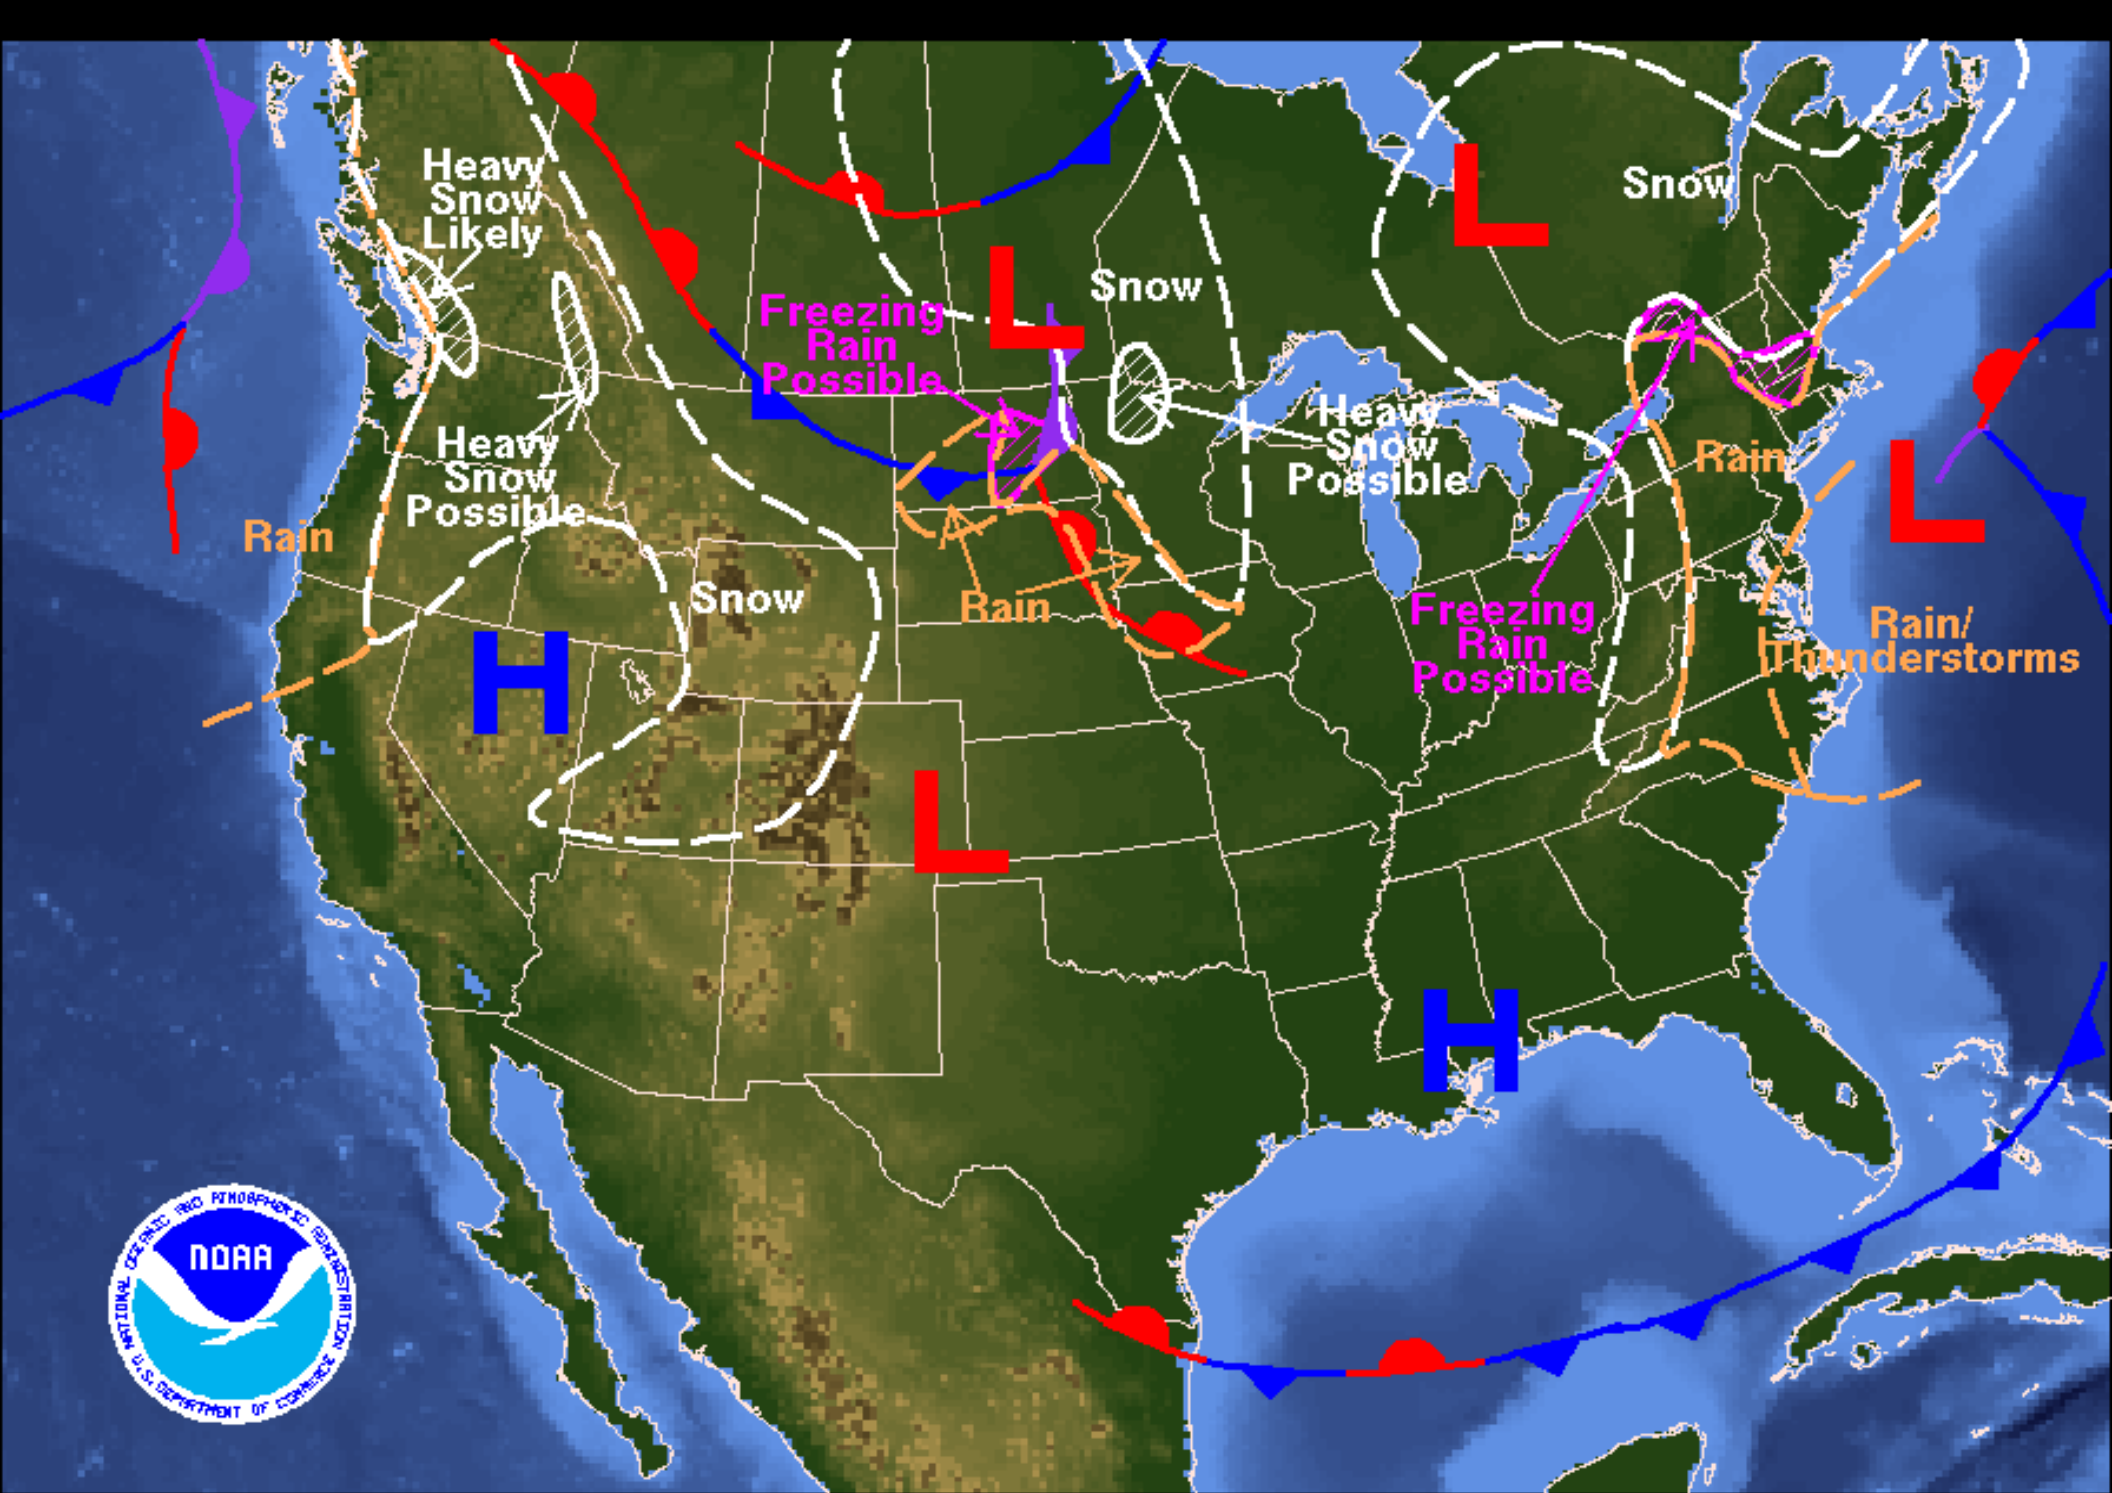 Heavy
Snow
Likely
Snow
Snow
Freezing
Rain
Possible
Heavy
Snow
Possible
Heavy
Snow
Possible
Rain
Rain
Snow
Rain
Freezing
Rain
Possible
Rain/
Thunderstorms
L
L
L
H
L
H
NATIONAL OCEANIC AND ATMOSPHERIC ADMINISTRATION
NOAA
U.S. DEPARTMENT OF COMMERCE